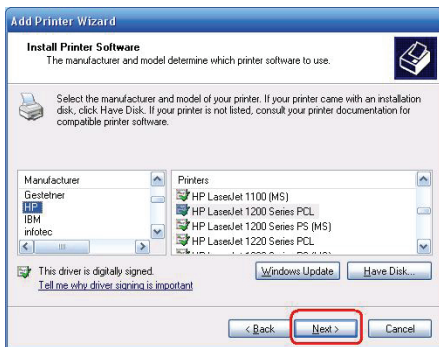 Add Printer Wizard
Install Printer Software
The manufacturer and model determine which printer software to use.
Select the manufacturer and model of your printer. If your printer came with an installation
disk, click Have Disk. If your printer is not listed, consult your printer documentation for
compatible printer software.
Manufacturer
Gestetner
HP
IBM
infotec
Printers
HP LaserJet 1100 (MS)
HP LaserJet 1200 Series PCL
HP LaserJet 1200 Series PS (MS)
HP LaserJet 1220 Series PCL
This driver is digitally signed.
Tell me why driver signing is important
Windows Update
Have Disk...
< Back
Next >
Cancel